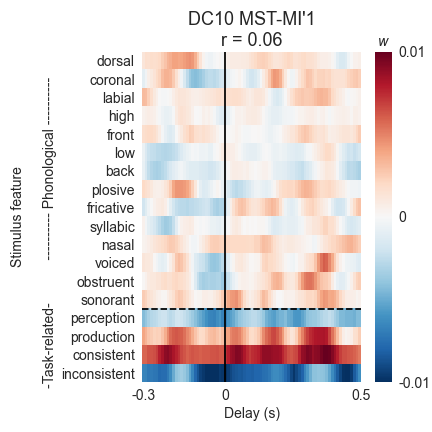 DC10 MST-MI'1
r = 0.06
w
Stimulus feature
---------- Phonological ----------
-Task-related-
dorsal
coronal
labial
high
front
low
back
plosive
fricative
syllabic
nasal
voiced
obstruent
sonorant
perception
production
consistent
inconsistent
0.01
0
-0.01
-0.3
0
0.5
Delay (s)